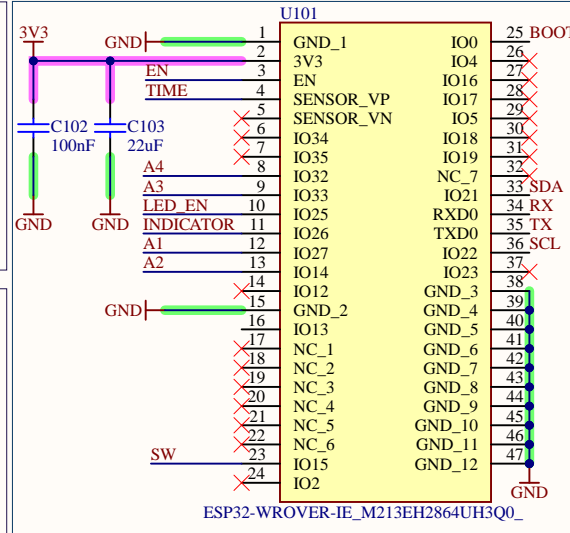 U101
3V3
GND
1
GND_1
2
3V3
EN
3
EN
TIME
4
SENSOR_VP
5
SENSOR_VN
6
IO34
7
IO35
A4
8
IO32
A3
9
IO33
LED_EN
10
IO25
INDICATOR
11
IO26
A1
12
IO27
A2
13
IO14
14
IO12
GND
15
GND_2
16
IO13
17
NC_1
18
NC_2
19
NC_3
20
NC_4
21
NC_5
22
NC_6
SW
23
IO15
24
IO2
C102
100nF
C103
22uF
GND
GND
IO0
25
BOOT
IO4
26
IO16
27
IO17
28
IO5
29
IO18
30
IO19
31
NC_7
32
IO21
33
SDA
RXD0
34
RX
TXD0
35
TX
IO22
36
SCL
IO23
37
GND_3
38
GND_4
39
GND_5
40
GND_6
41
GND_7
42
GND_8
43
GND_9
44
GND_10
45
GND_11
46
GND_12
47
GND
ESP32-WROVER-IE_M213EH2864UH3Q0_